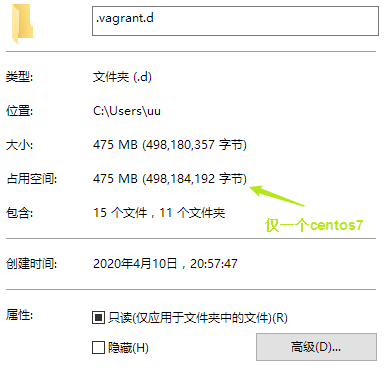 .vagrant.d
类型: 文件夹 (.d)
位置: C:\Users\uu
大小: 475 MB (498,180,357 字节)
占用空间: 475 MB (498,184,192 字节)
仅一个centos7
包含: 15 个文件，11 个文件夹
创建时间: 2020年4月10日，20:57:47
属性: 只读(仅应用于文件夹中的文件)(R)
隐藏(H) 高级(D)...